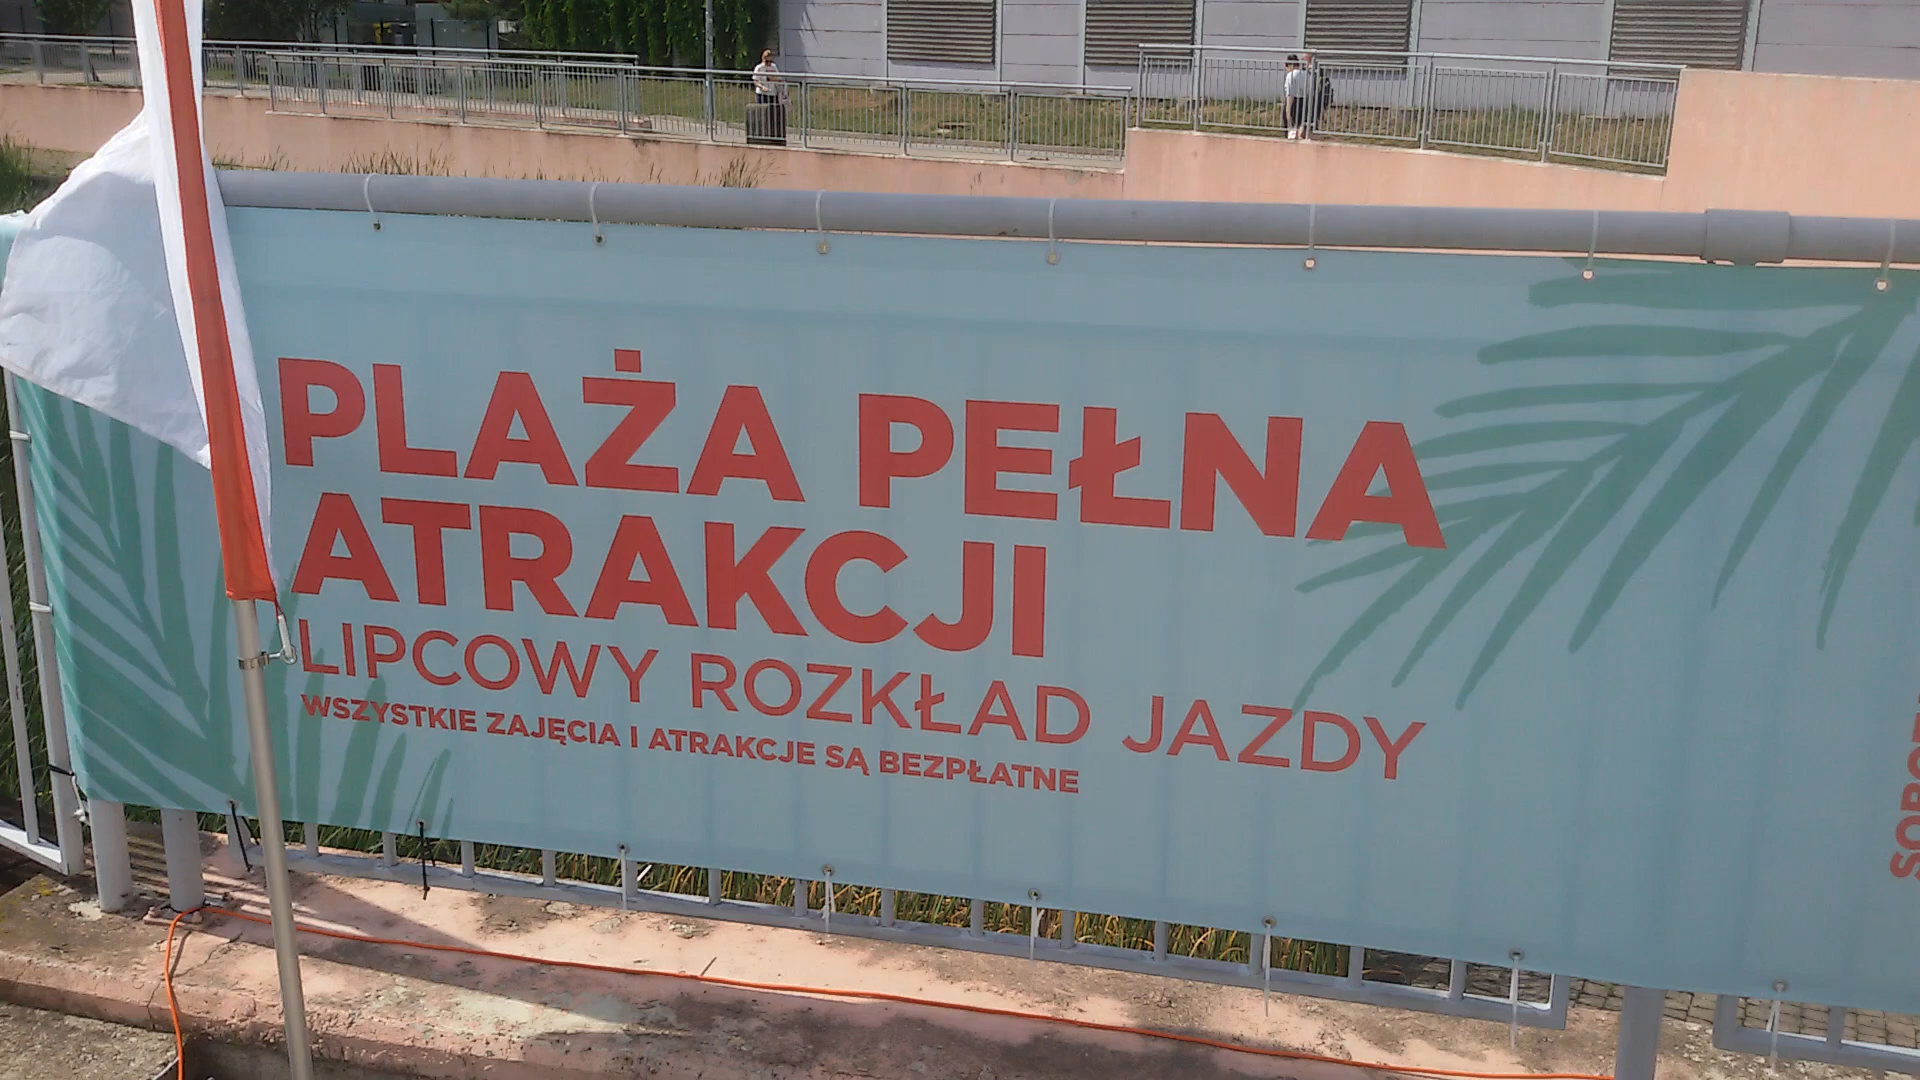 PLAŻA PEŁNA
ATRAKCJI
LIPCOWY ROZKŁAD JAZDY
WSZYSTKIE ZAJĘCIA I ATRAKCJE SĄ BEZPŁATNE